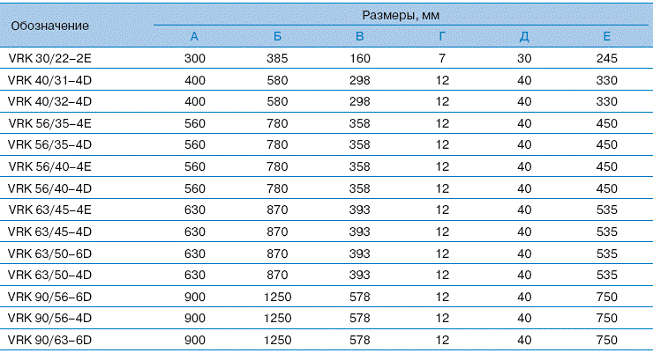 Обозначение Размеры, мм
А Б В Г Д Е
VRK 30/22–2E 300 385 160 7 30 245
VRK 40/31–4D 400 580 298 12 40 330
VRK 40/32–4D 400 580 298 12 40 330
VRK 56/35–4E 560 780 358 12 40 450
VRK 56/35–4D 560 780 358 12 40 450
VRK 56/40–4E 560 780 358 12 40 450
VRK 56/40–4D 560 780 358 12 40 450
VRK 63/45–4E 630 870 393 12 40 535
VRK 63/45–4D 630 870 393 12 40 535
VRK 63/50–6D 630 870 393 12 40 535
VRK 63/50–4D 630 870 393 12 40 535
VRK 90/56–6D 900 1250 578 12 40 750
VRK 90/56–4D 900 1250 578 12 40 750
VRK 90/63–6D 900 1250 578 12 40 750